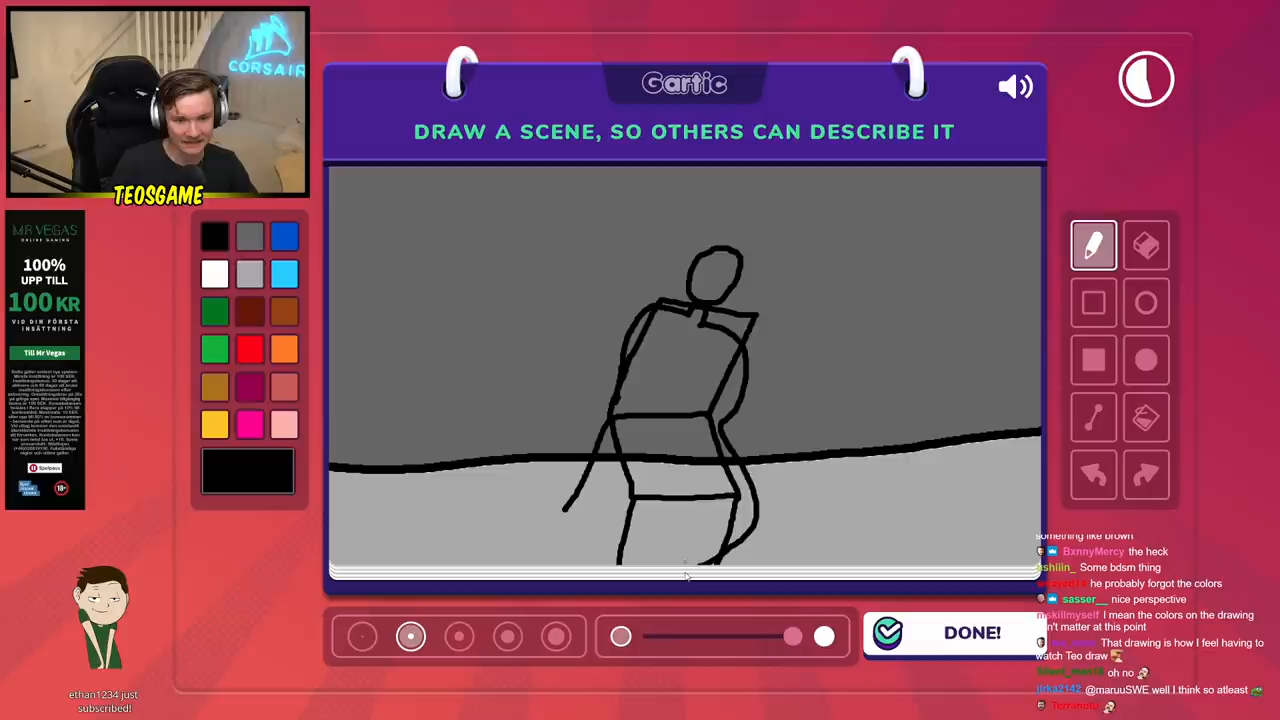 CORSAIR
TEOSGAME
Gartic
DRAW A SCENE, SO OTHERS CAN DESCRIBE IT
MR VEGAS
ONLINE GAMING
100%
UPP TILL
100 KR
VID DIN FÖRSTA
INSÄTTNING
Till Mr Vegas
Spelpaus
18+
DONE!
ethan1234 just
subscribed!
something like brown
BxnnyMercy the heck
Some bdsm thing
he probably forgot the colors
sasser__ nice perspective
I mean the colors on the drawing
n't matter at this point
That drawing is how I feel having to
watch Teo draw
oh no
jirka2142 @maruuSWE well I think so atleast